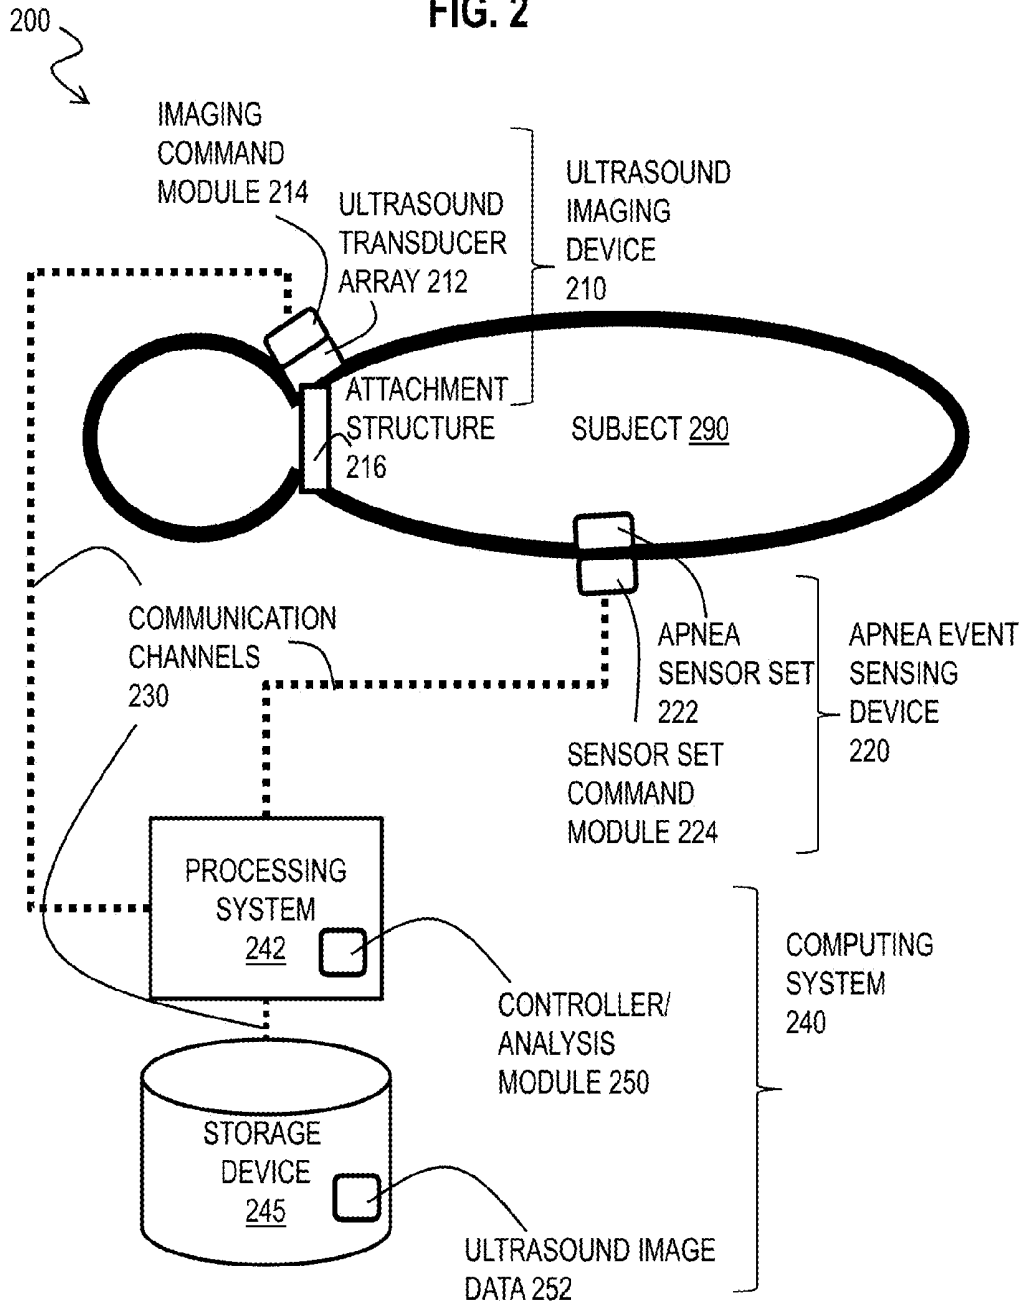 FIG. 2
200
IMAGING
COMMAND
MODULE 214
ULTRASOUND
TRANSDUCER
ARRAY 212
ULTRASOUND
IMAGING
DEVICE
210
ATTACHMENT
STRUCTURE
216
SUBJECT 290
COMMUNICATION
CHANNELS
230
APNEA
SENSOR SET
222
APNEA EVENT
SENSING
DEVICE
220
SENSOR SET
COMMAND
MODULE 224
PROCESSING
SYSTEM
242
CONTROLLER/
ANALYSIS
MODULE 250
COMPUTING
SYSTEM
240
STORAGE
DEVICE
245
ULTRASOUND IMAGE
DATA 252